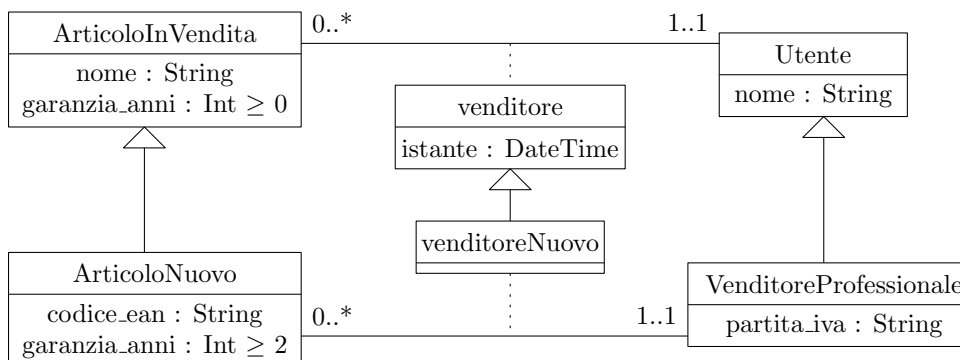 ArticoloInVendita
nome : String
garanzia_anni : Int ≥ 0
0..*
1..1
Utente
nome : String
venditore
istante : DateTime
venditoreNuovo
ArticoloNuovo
codice_ean : String
garanzia_anni : Int ≥ 2
0..*
1..1
VenditoreProfessionale
partita_iva : String